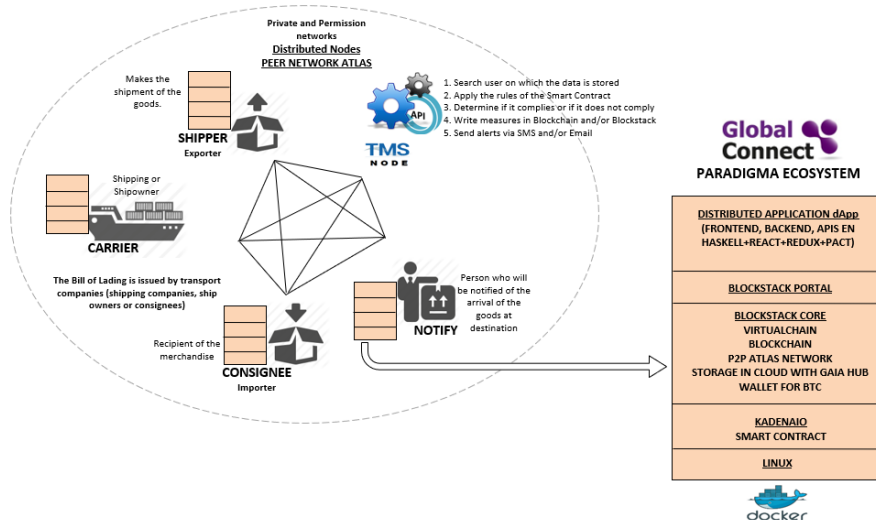 Private and Permission
networks
Distributed Nodes
PEER NETWORK ATLAS
Makes the
shipment of the
goods.
SHIPPER
Exporter
API
TMS
NODE
1. Search user on which the data is stored
2. Apply the rules of the Smart Contract
3. Determine if it complies or if it does not comply
4. Write measures in Blockchain and/or Blockstack
5. Send alerts via SMS and/or Email
Shipping or
Shipowner
CARRIER
The Bill of Lading is issued by transport
companies (shipping companies, ship
owners or consignees)
Person who will
be notified of the
arrival of the
goods at
destination
NOTIFY
Recipient of the
merchandise
CONSIGNEE
Importer
Global
Connect
PARADIGMA ECOSYSTEM
DISTRIBUTED APPLICATION dApp
(FRONTEND, BACKEND, APIS EN
HASKELL+REACT+REDUX+PACT)
BLOCKSTACK PORTAL
BLOCKSTACK CORE
VIRTUALCHAIN
BLOCKCHAIN
P2P ATLAS NETWORK
STORAGE IN CLOUD WITH GAIA HUB
WALLET FOR BTC
KADENAIO
SMART CONTRACT
LINUX
docker